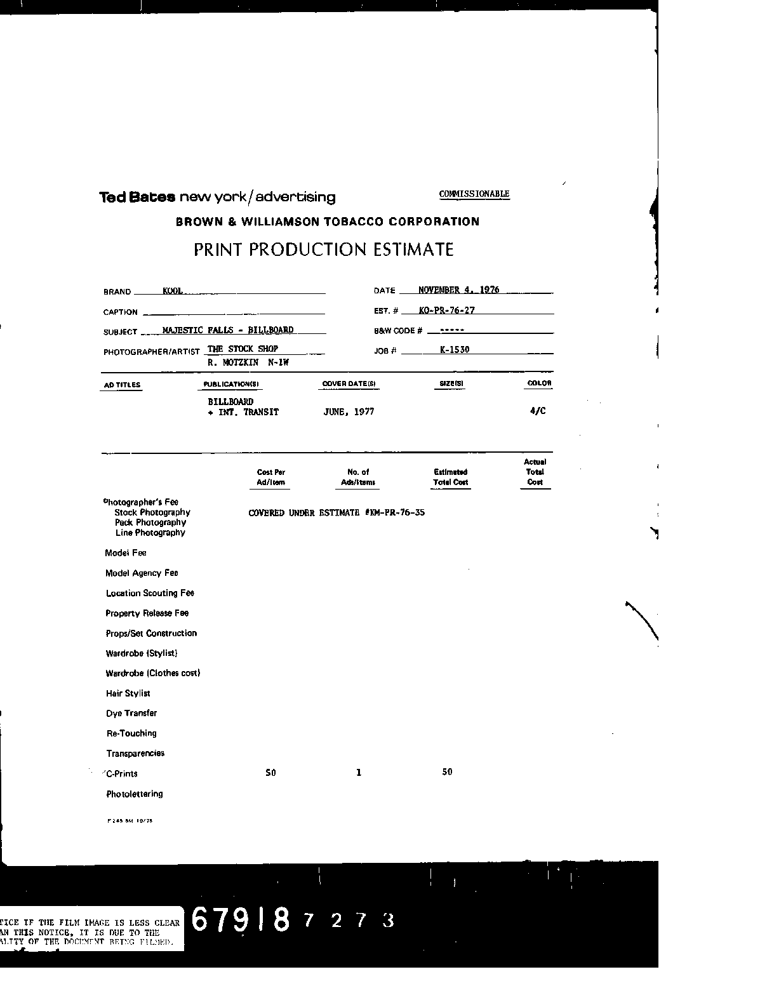 Ted Bates new york/advertising COMMISSIONABLE
BROWN & WILLIAMSON TOBACCO CORPORATION
PRINT PRODUCTION ESTIMATE
BRAND KOOL DATE NOVEMBER 4, 1976
CAPTION EST. # KO-PR-76-27
SUBJECT MAJESTIC FALLS - BILLBOARD B&W CODE # -----
PHOTOGRAPHER/ARTIST THE STOCK SHOP JOB # K-1530
R. MOTZKIN N-1W
AD TITLES PUBLICATION(S) COVER DATE(S) SIZE(S) COLOR
BILLBOARD
+ INT. TRANSIT JUNE, 1977 4/C
Actual
Cost Per No. of Estimated Total
Ad/Item Ads/Items Total Cost Cost
Photographer's Fee
Stock Photography COVERED UNDER ESTIMATE #KM-PR-76-35
Pack Photography
Line Photography
Model Fee
Model Agency Fee
Location Scouting Fee
Property Release Fee
Props/Set Construction
Wardrobe (Stylist)
Wardrobe (Clothes cost)
Hair Stylist
Dye Transfer
Re-Touching
Transparencies
C-Prints 50 1 50
Photolettering
TICE IF THE FILM IMAGE IS LESS CLEAR
AN THIS NOTICE, IT IS DUE TO THE
ALITY OF THE DOCUMENT BEING FILMED.
67918 7273